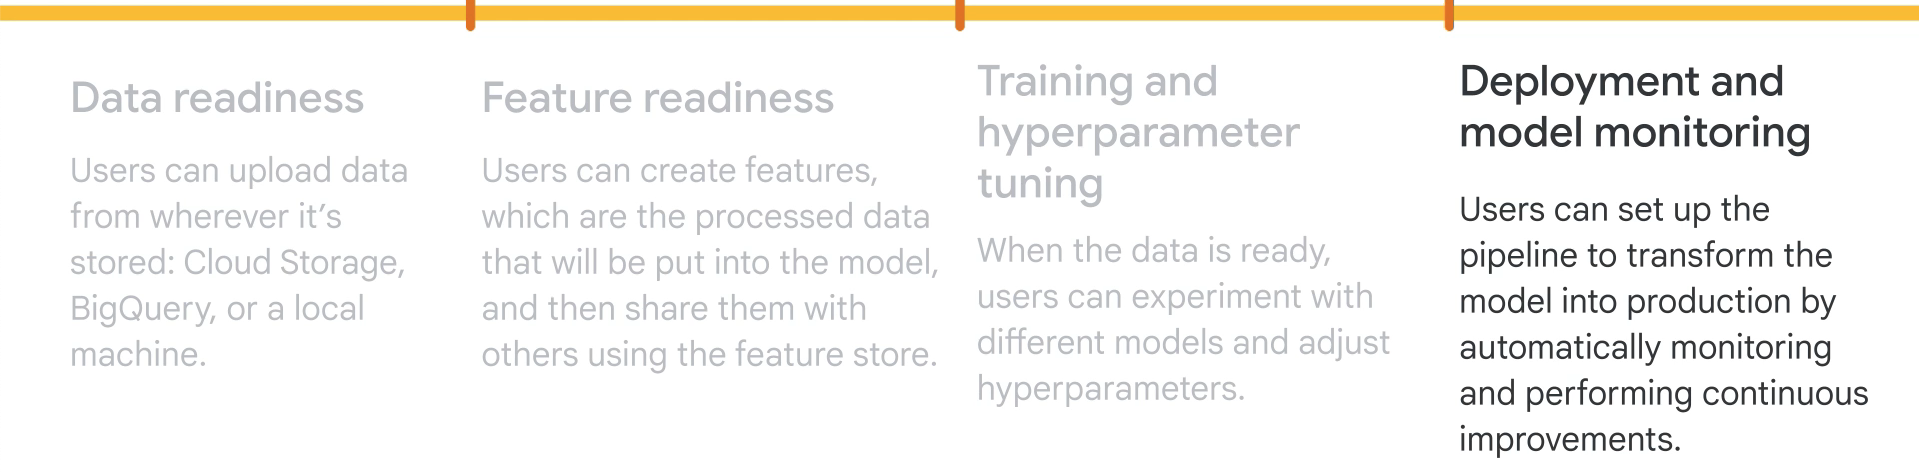 Data readiness
Users can upload data
from wherever it’s
stored: Cloud Storage,
BigQuery, or a local
machine.
Feature readiness
Users can create features,
which are the processed data
that will be put into the model,
and then share them with
others using the feature store.
Training and
hyperparameter
tuning
When the data is ready,
users can experiment with
different models and adjust
hyperparameters.
Deployment and
model monitoring
Users can set up the
pipeline to transform the
model into production by
automatically monitoring
and performing continuous
improvements.